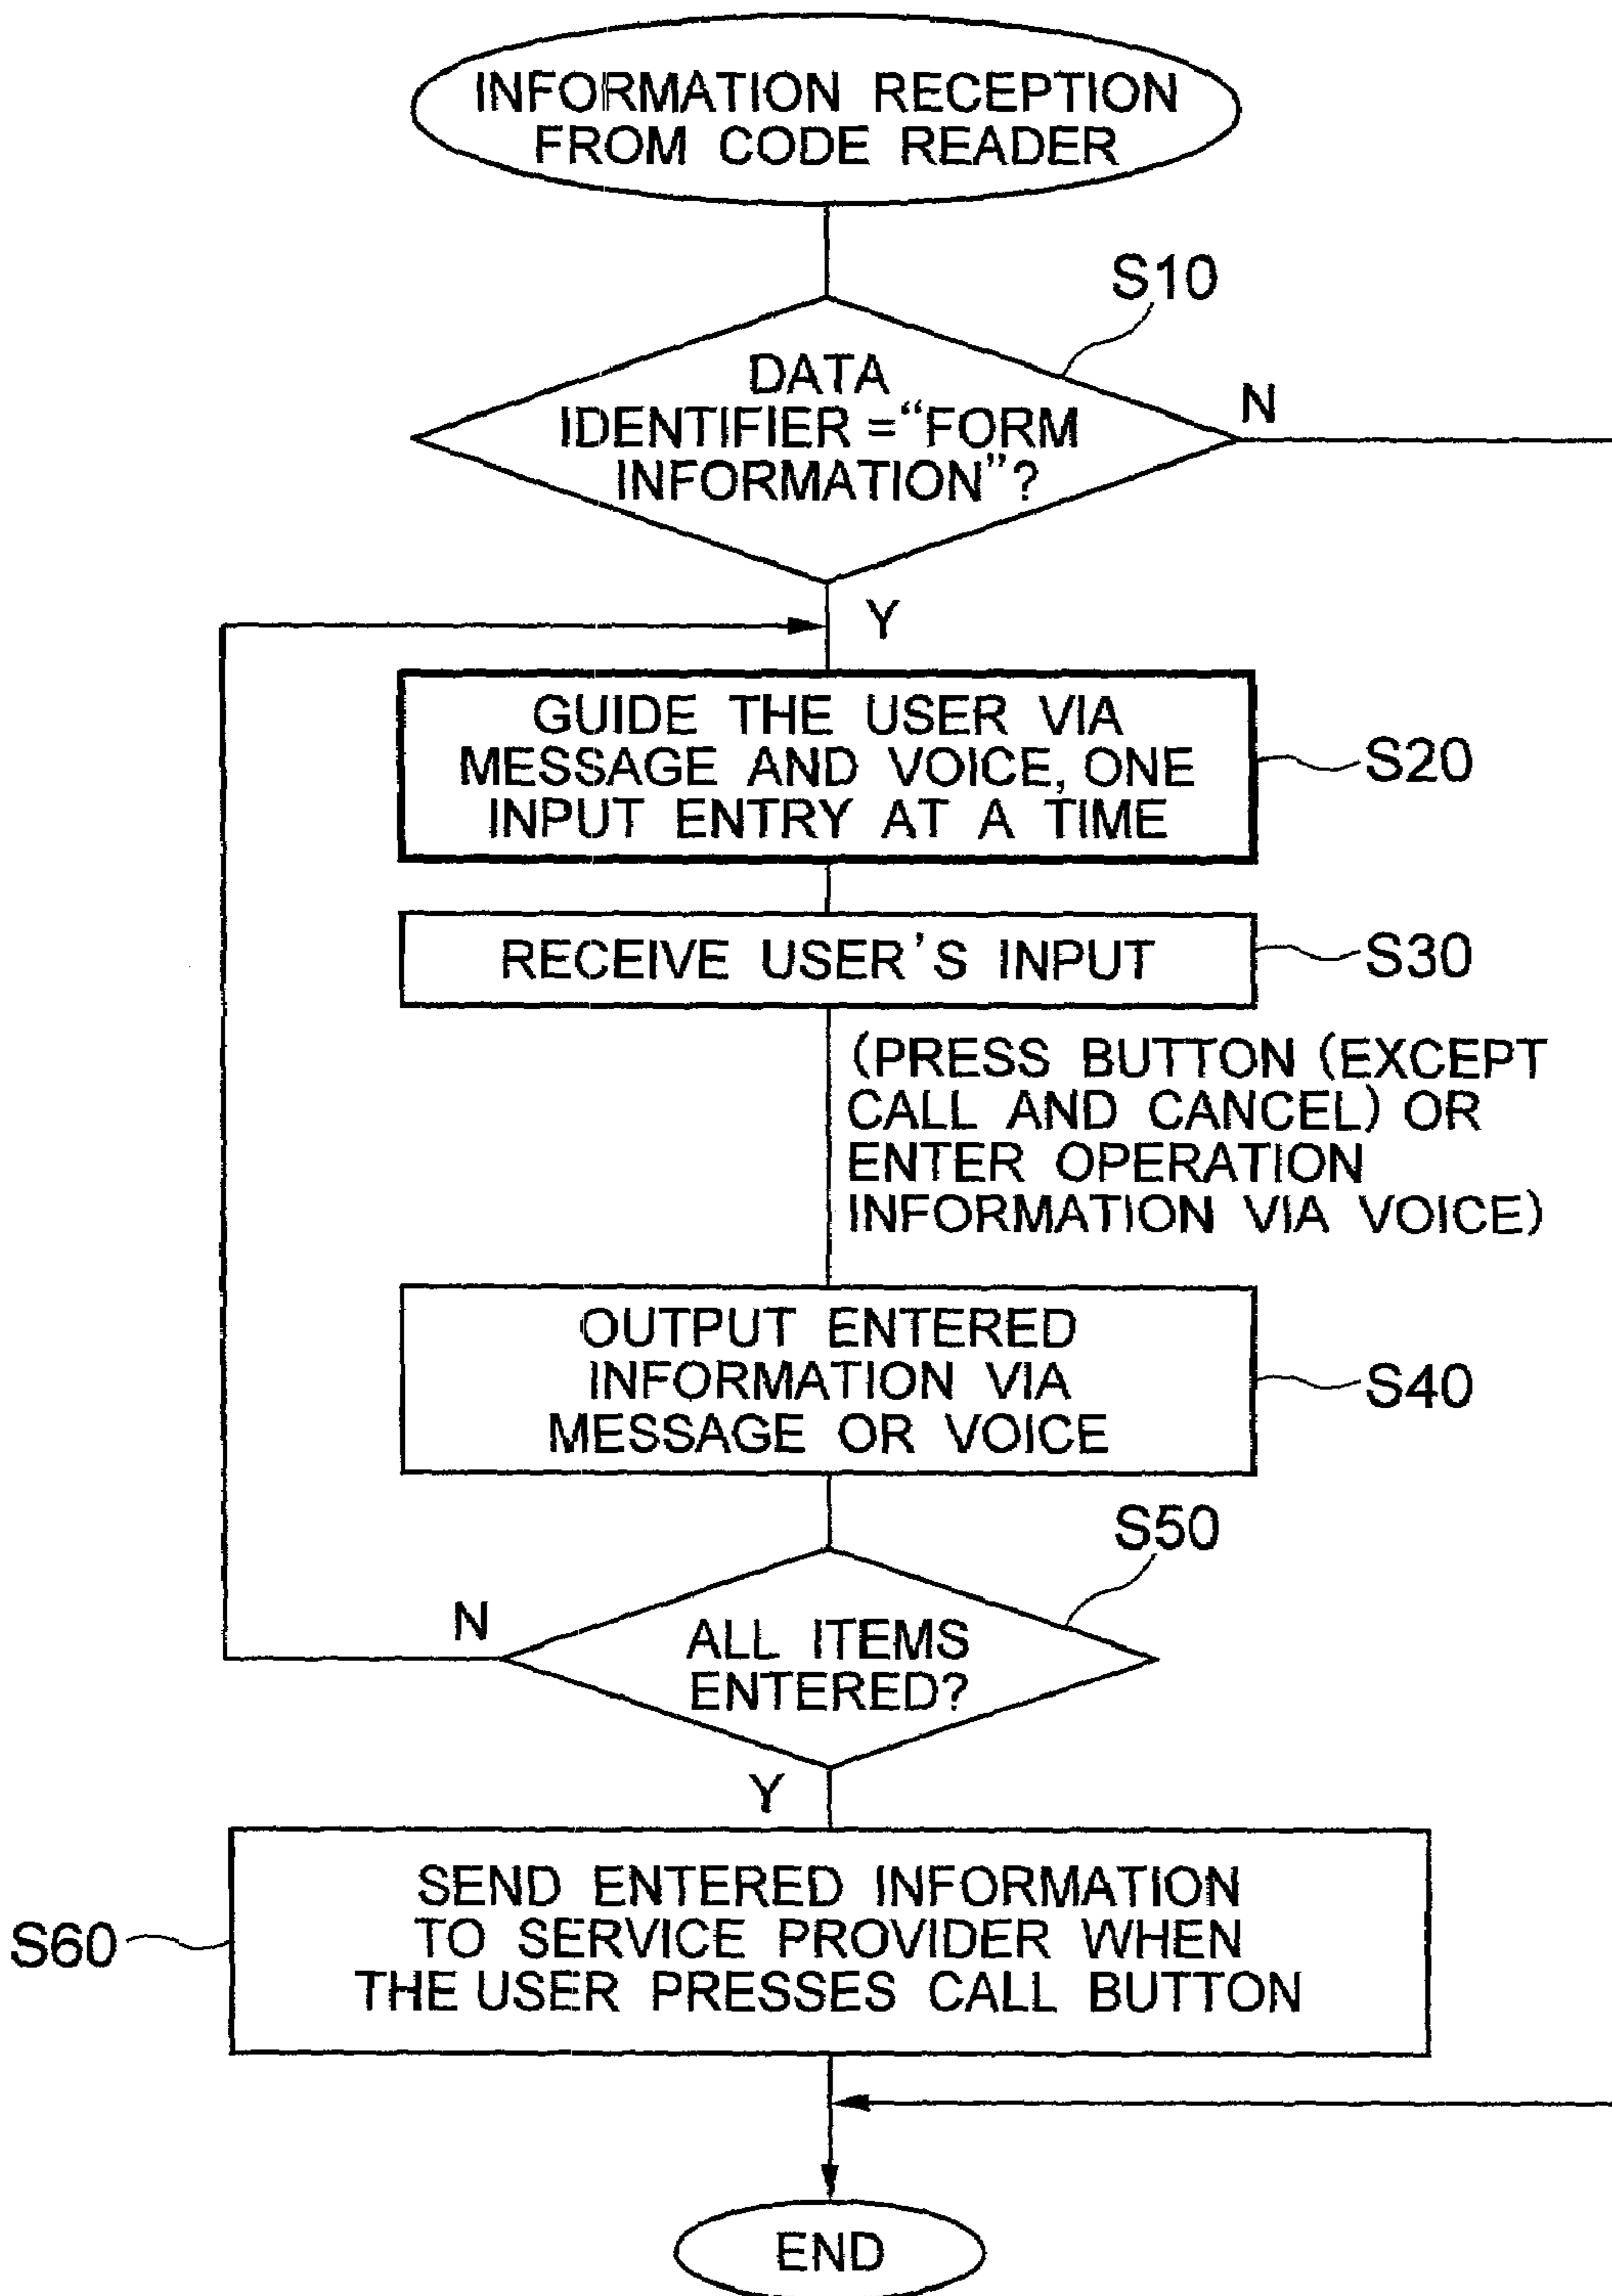 INFORMATION RECEPTION
FROM CODE READER
S10
DATA
IDENTIFIER ="FORM
INFORMATION"?
N
Y
GUIDE THE USER VIA
MESSAGE AND VOICE, ONE
INPUT ENTRY AT A TIME
S20
RECEIVE USER'S INPUT
S30
(PRESS BUTTON (EXCEPT
CALL AND CANCEL) OR
ENTER OPERATION
INFORMATION VIA VOICE)
OUTPUT ENTERED
INFORMATION VIA
MESSAGE OR VOICE
S40
S50
N
ALL ITEMS
ENTERED?
Y
SEND ENTERED INFORMATION
TO SERVICE PROVIDER WHEN
THE USER PRESSES CALL BUTTON
S60
END